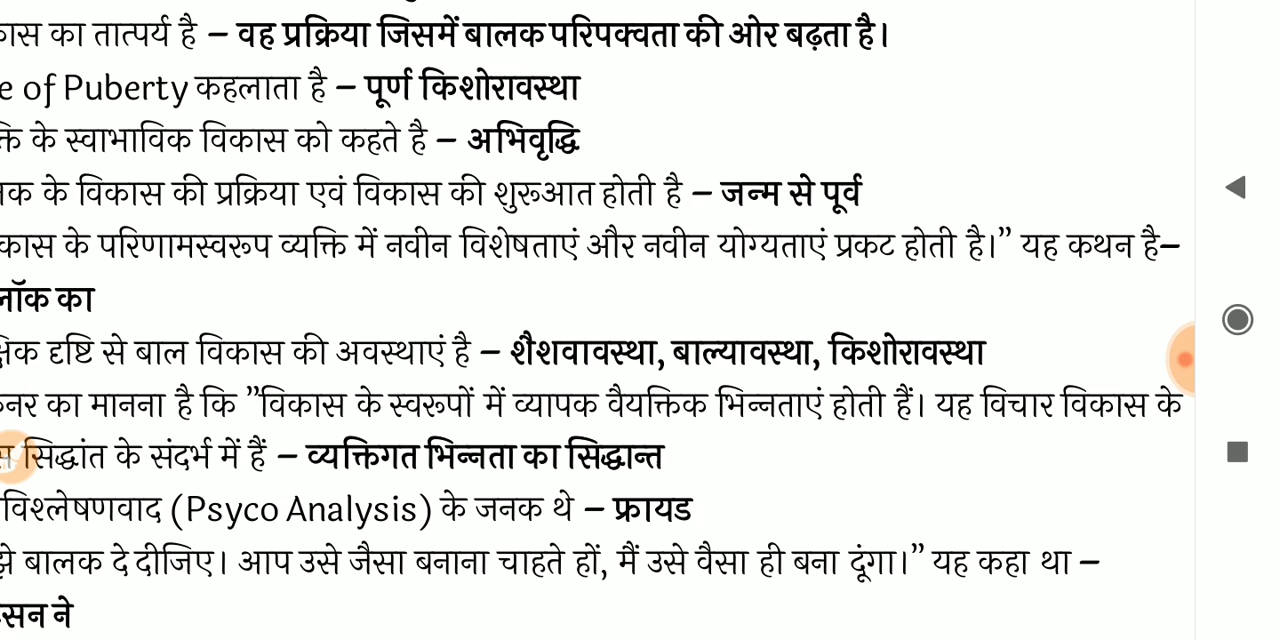 का तात्पर्य है – वह प्रक्रिया जिसमें बालक परिपक्वता की ओर बढ़ता है।
of Puberty कहलाता है – पूर्ण किशोरावस्था
के स्वाभाविक विकास को कहते है – अभिवृद्धि
के विकास की प्रक्रिया एवं विकास की शुरूआत होती है – जन्म से पूर्व
के परिणामस्वरूप व्यक्ति में नवीन विशेषताएं और नवीन योग्यताएं प्रकट होती है।” यह कथन है–
का
दृष्टि से बाल विकास की अवस्थाएं है – शैशवावस्था, बाल्यावस्था, किशोरावस्था
का मानना है कि ”विकास के स्वरूपों में व्यापक वैयक्तिक भिन्नताएं होती हैं। यह विचार विकास के
सिद्धांत के संदर्भ में हैं – व्यक्तिगत भिन्नता का सिद्धान्त
विश्लेषणवाद (Psyco Analysis) के जनक थे – फ्रायड
बालक दे दीजिए। आप उसे जैसा बनाना चाहते हों, मैं उसे वैसा ही बना दूंगा।” यह कहा था –
ने